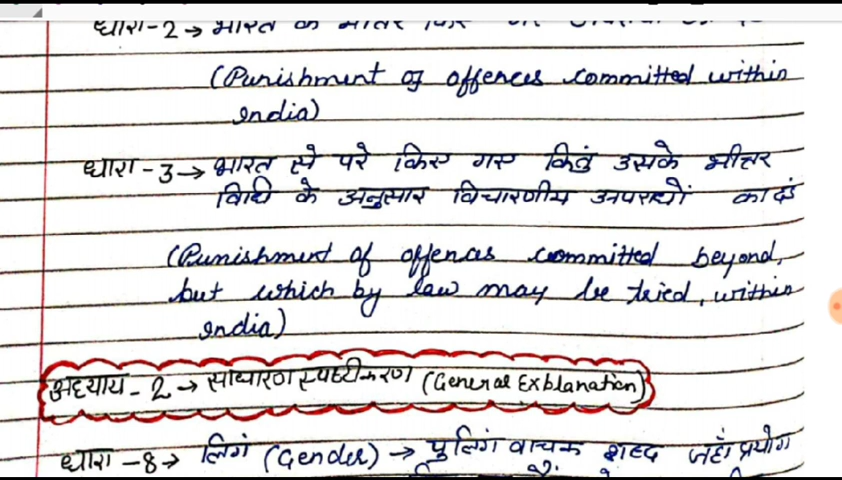 धारा-2 → भारत के भीतर किए गए
(Punishment of offences committed within
India)
धारा-3 → भारत से परे किए गए किंतु उसके भीतर
विधि के अनुसार विचारणीय अपराधों का दंड
(Punishment of offences committed beyond,
but which by law may be tried, within
India)
अध्याय-2 → साधारण स्पष्टीकरण (General Explanation)
धारा-8 → लिगं (Gender) → पुलिगं वाचक शब्द जहाँ प्रयोग